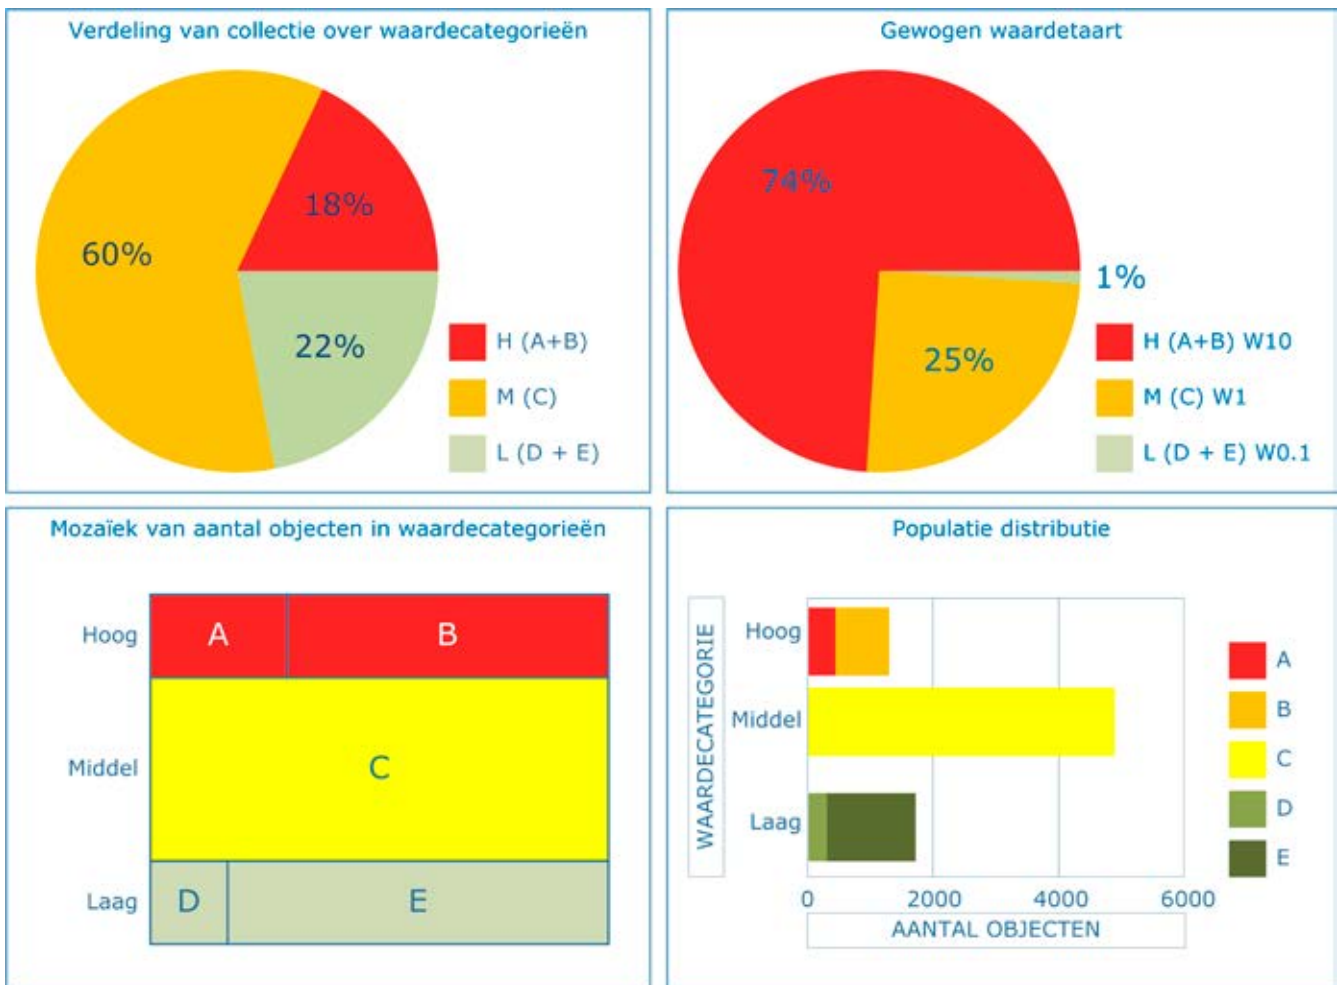 Verdeling van collectie over waardecategorieën
18%
60%
22%
H (A+B)
M (C)
L (D + E)
Gewogen waardetaart
74%
1%
25%
H (A+B) W10
M (C) W1
L (D + E) W0.1
Mozaïek van aantal objecten in waardecategorieën
Hoog
A
B
Middel
C
Laag
D
E
Populatie distributie
WAARDECATEGORIE
Hoog
Middel
Laag
0
2000
4000
6000
AANTAL OBJECTEN
A
B
C
D
E